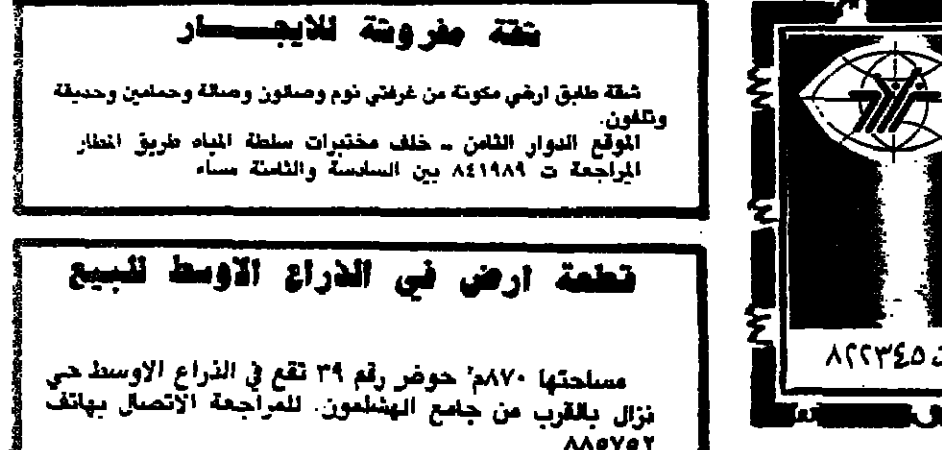 شقة مفروشة للايجـــــار
شقة طابق ارضي مكونة من غرفتي نوم وصالون وصالة وحمامين وحديقة
وتلفون.
الموقع الدوار الثامن - خلف مختبرات سلطة المياه طريق المطار
المراجعة ت ٨٤١٩٨٩ بين السادسة والثامنة مساء
قطعة ارض في الذراع الاوسط للبيع
مساحتها ٨٧٠م٢ حوض رقم ٣٩ تقع في الذراع الاوسط حي
نزال بالقرب من جامع الهشلمون. للمراجعة الاتصال بهاتف
٨٨٥٧٥٢
ت ٨٢٢٣٤٥